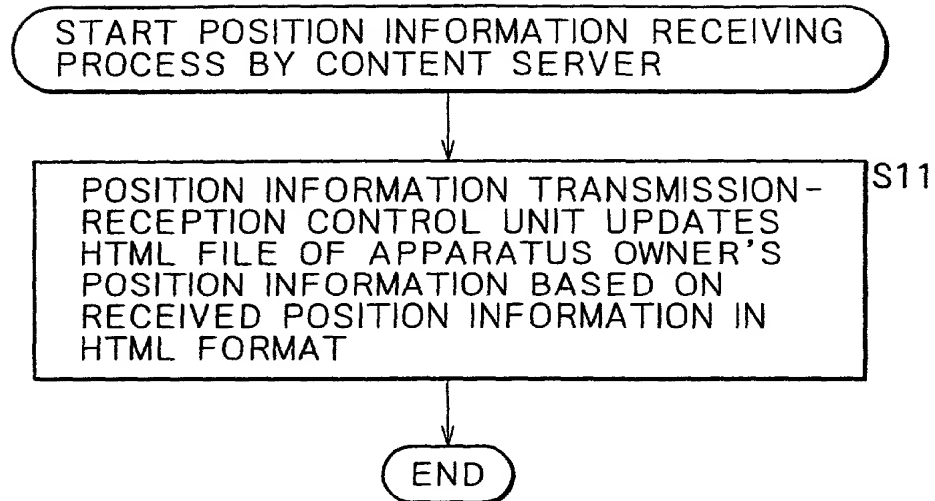 START POSITION INFORMATION RECEIVING
PROCESS BY CONTENT SERVER
S11
POSITION INFORMATION TRANSMISSION-
RECEPTION CONTROL UNIT UPDATES
HTML FILE OF APPARATUS OWNER'S
POSITION INFORMATION BASED ON
RECEIVED POSITION INFORMATION IN
HTML FORMAT
END